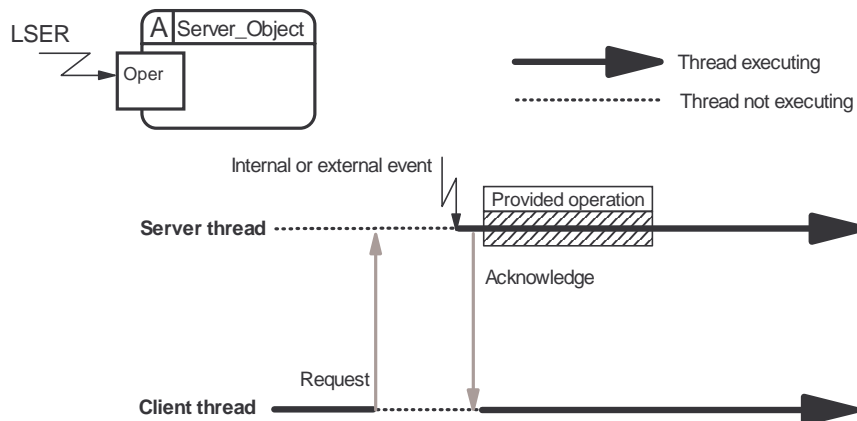 LSER
A Server_Object
Oper
Thread executing
Thread not executing
Internal or external event
Provided operation
Server thread
Acknowledge
Request
Client thread